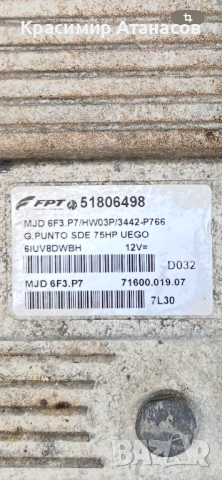 Красимир Атанасов
FPT 51806498
MJD 6F3.P7/HW03P/3442-P766
G.PUNTO SDE 75HP UEGO
6IUV8DWBH 12V=
D032
MJD 6F3.P7 71600.019.07
7L30
bazar